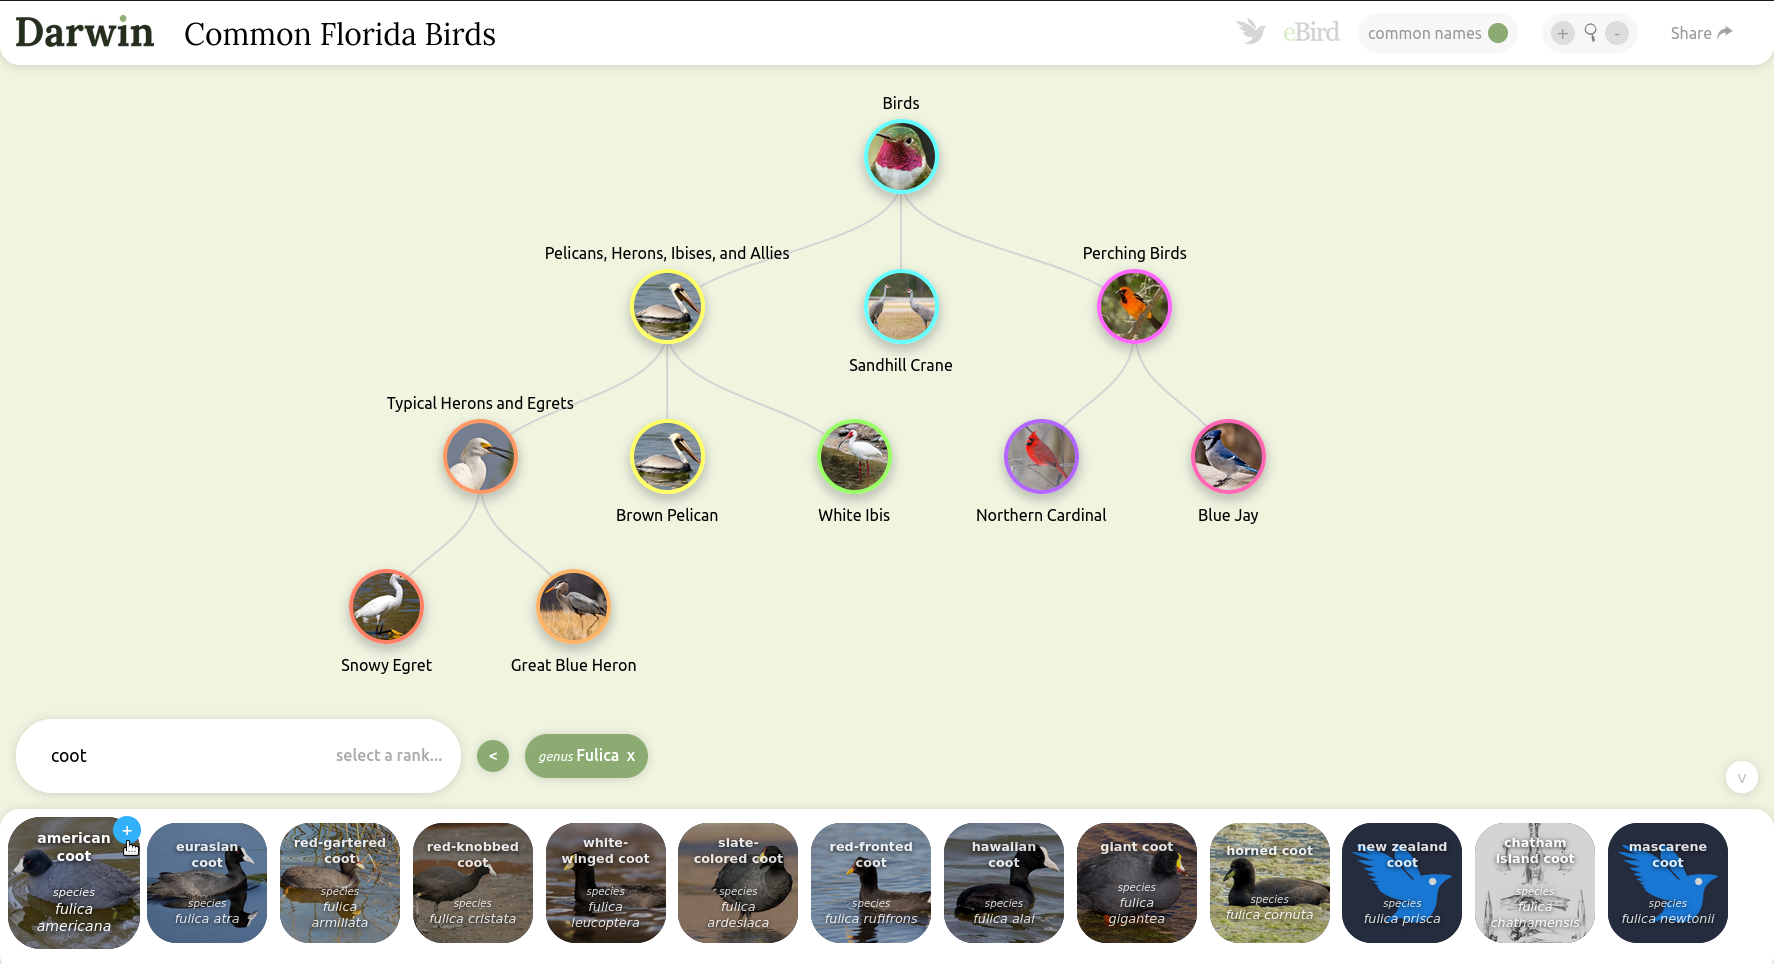 Darwin
Common Florida Birds
eBird
common names
+
-
Share
Birds
Pelicans, Herons, Ibises, and Allies
Perching Birds
Sandhill Crane
Typical Herons and Egrets
Brown Pelican
White Ibis
Northern Cardinal
Blue Jay
Snowy Egret
Great Blue Heron
coot
select a rank...
<
genus Fulica x
v
american
coot
+
species
fulica
americana
eurasian
coot
species
fulica atra
red-gartered
coot
species
fulica
armillata
red-knobbed
coot
species
fulica cristata
white-
winged coot
species
fulica
leucoptera
slate-
colored coot
species
fulica
ardesiaca
red-fronted
coot
species
fulica rufifrons
hawaiian
coot
species
fulica alai
giant coot
species
fulica
gigantea
horned coot
species
fulica cornuta
new zealand
coot
species
fulica prisca
chatham
island coot
species
fulica
chathamensis
mascarene
coot
species
fulica newtonii